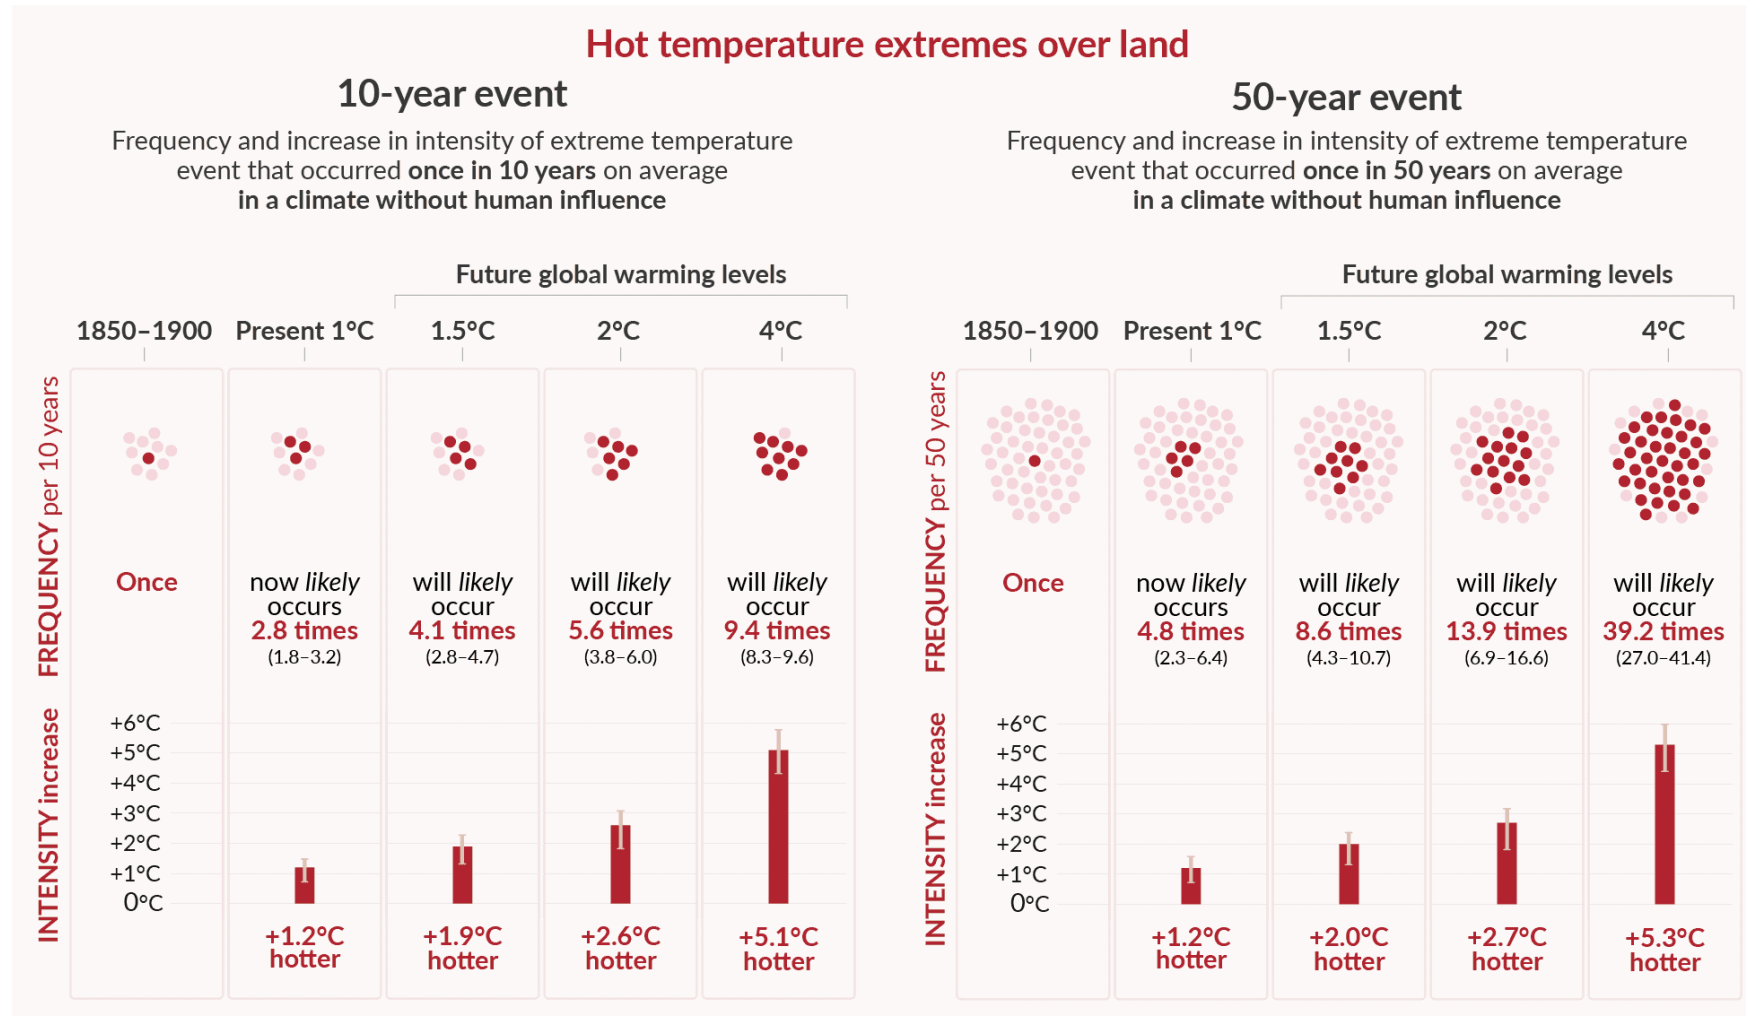 Hot temperature extremes over land
10-year event
Frequency and increase in intensity of extreme temperature
event that occurred once in 10 years on average
in a climate without human influence
Future global warming levels
1850–1900
Present 1°C
1.5°C
2°C
4°C
FREQUENCY per 10 years
Once
now likely
occurs
2.8 times
(1.8–3.2)
will likely
occur
4.1 times
(2.8–4.7)
will likely
occur
5.6 times
(3.8–6.0)
will likely
occur
9.4 times
(8.3–9.6)
INTENSITY increase
+6°C
+5°C
+4°C
+3°C
+2°C
+1°C
0°C
+1.2°C
hotter
+1.9°C
hotter
+2.6°C
hotter
+5.1°C
hotter
50-year event
Frequency and increase in intensity of extreme temperature
event that occurred once in 50 years on average
in a climate without human influence
Future global warming levels
1850–1900
Present 1°C
1.5°C
2°C
4°C
FREQUENCY per 50 years
Once
now likely
occurs
4.8 times
(2.3–6.4)
will likely
occur
8.6 times
(4.3–10.7)
will likely
occur
13.9 times
(6.9–16.6)
will likely
occur
39.2 times
(27.0–41.4)
INTENSITY increase
+6°C
+5°C
+4°C
+3°C
+2°C
+1°C
0°C
+1.2°C
hotter
+2.0°C
hotter
+2.7°C
hotter
+5.3°C
hotter